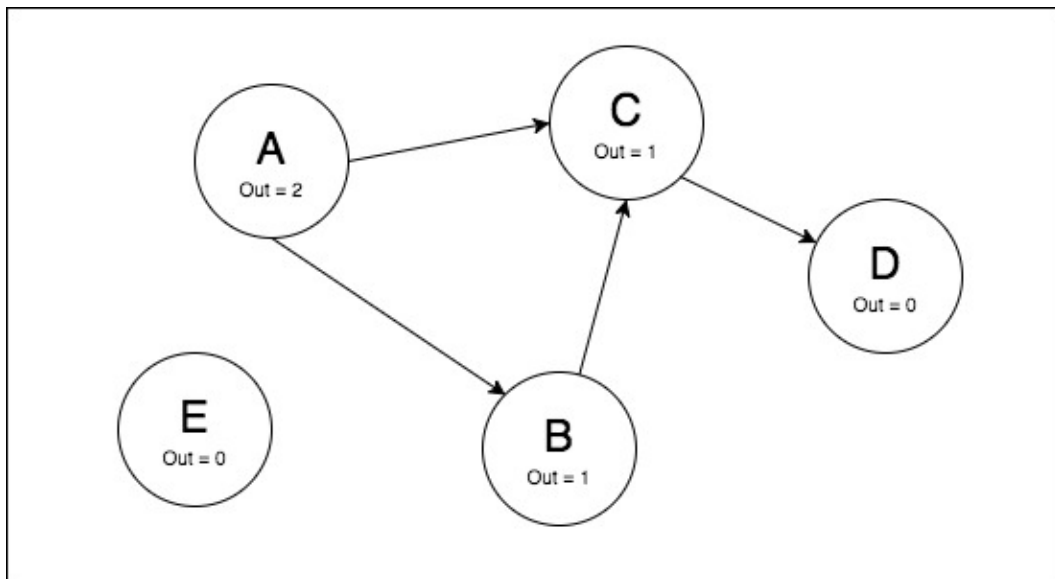 A
Out = 2
C
Out = 1
D
Out = 0
E
Out = 0
B
Out = 1